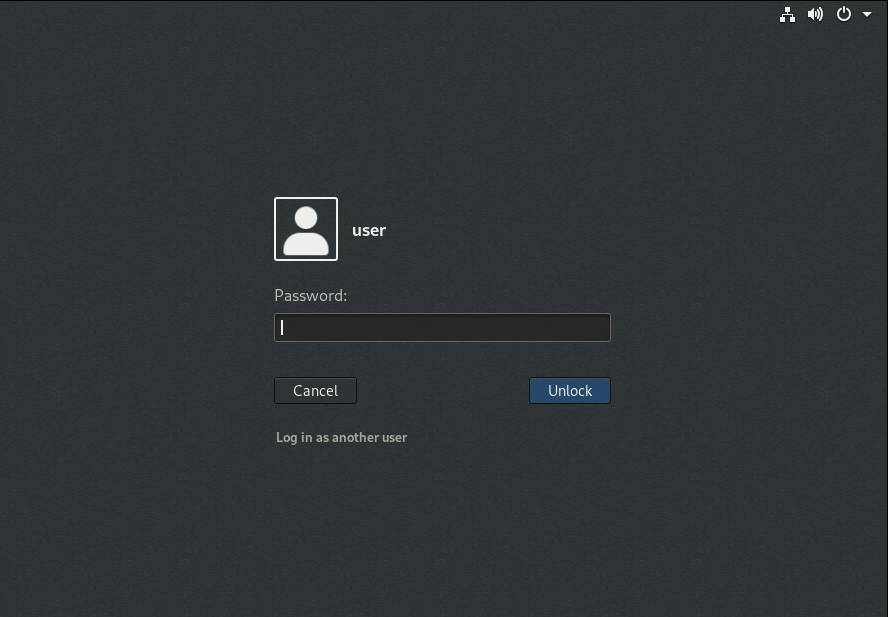 user
Password:
Cancel
Unlock
Log in as another user